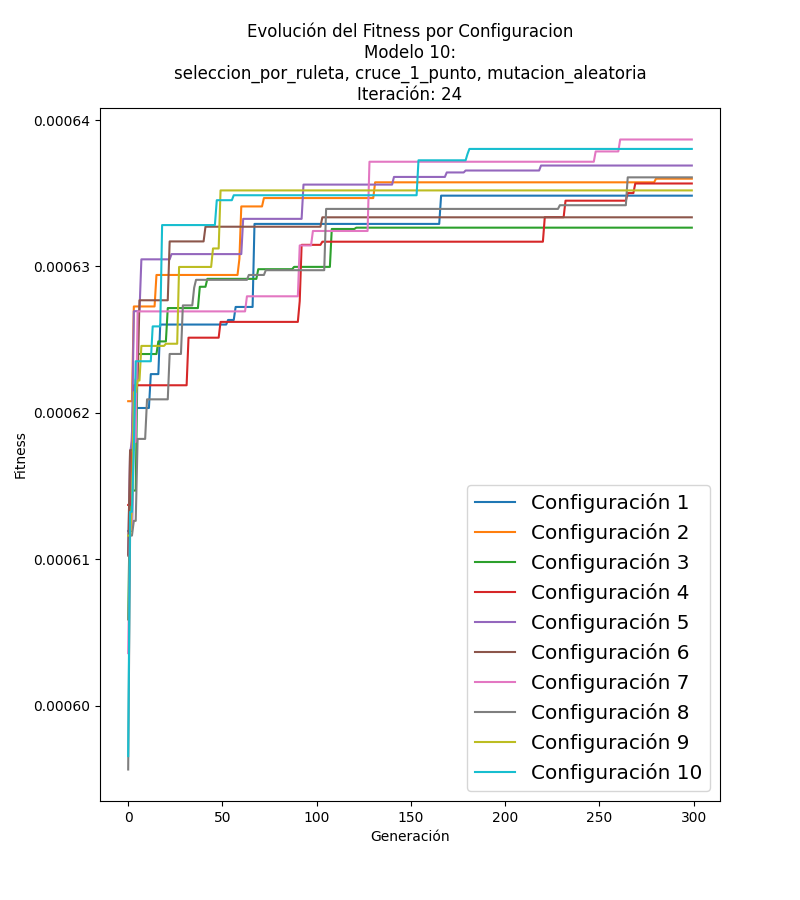 Evolución del Fitness por Configuracion
Modelo 10:
seleccion_por_ruleta, cruce_1_punto, mutacion_aleatoria
Iteración: 24
0.00064
0.00063
0.00062
0.00061
0.00060
Fitness
Configuración 1
Configuración 2
Configuración 3
Configuración 4
Configuración 5
Configuración 6
Configuración 7
Configuración 8
Configuración 9
Configuración 10
0 50 100 150 200 250 300
Generación